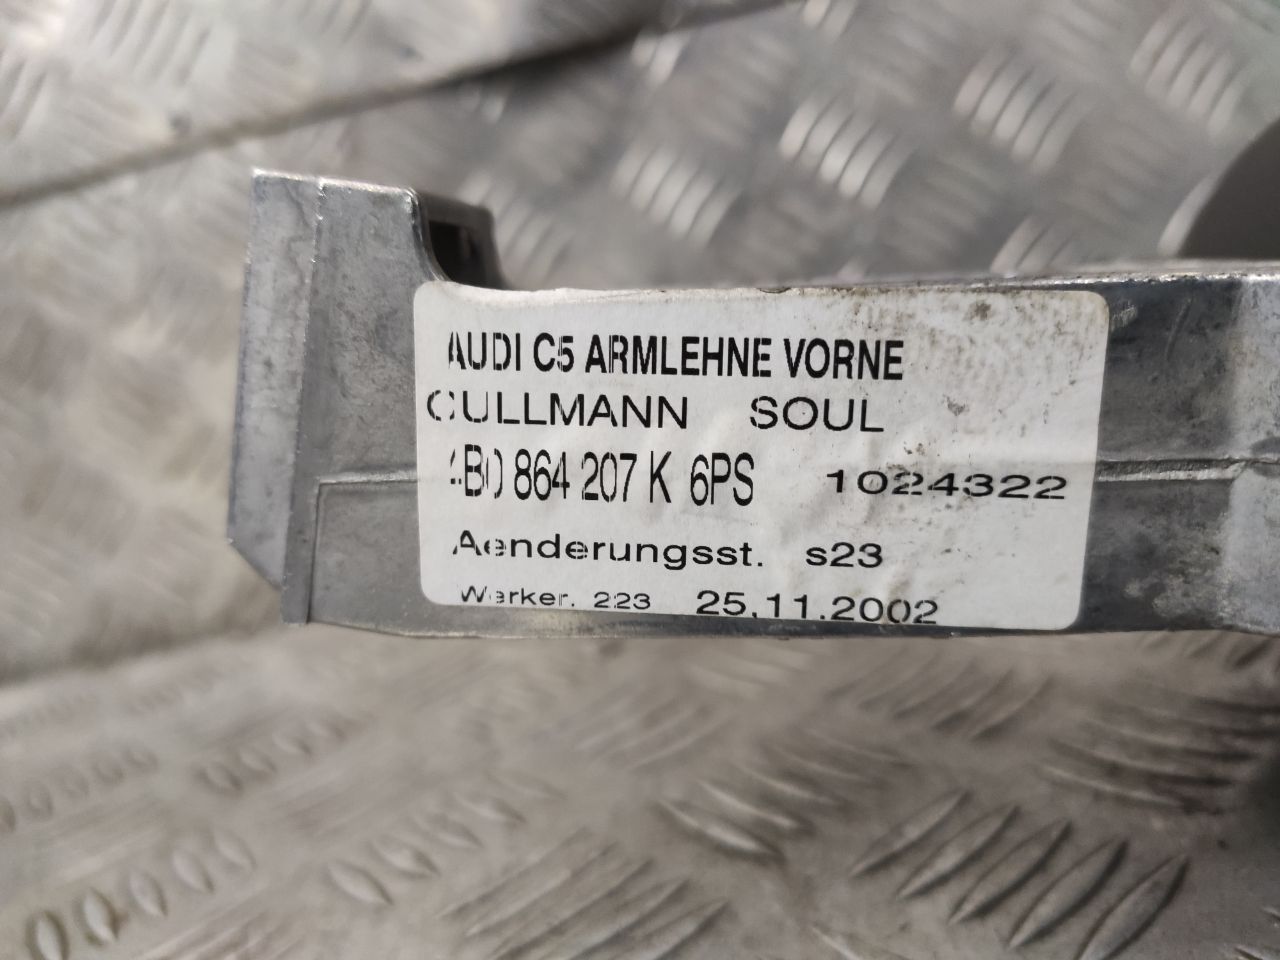 AUDI C5 ARMLEHNE VORNE
CULLMANN SOUL
4B0 864 207 K 6PS 1024322
Aenderungsst. s23
Werker. 223 25.11.2002